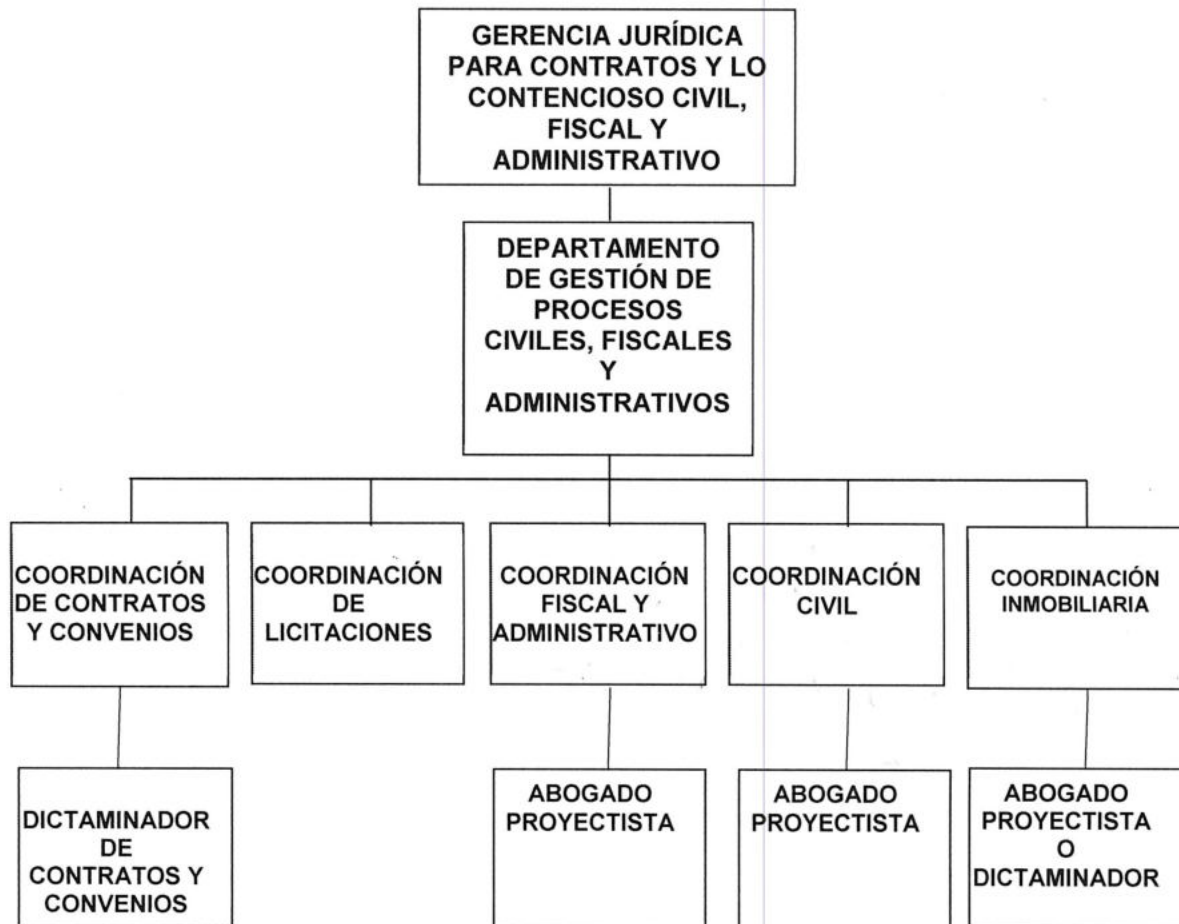 GERENCIA JURÍDICA
PARA CONTRATOS Y LO
CONTENCIOSO CIVIL,
FISCAL Y
ADMINISTRATIVO
DEPARTAMENTO
DE GESTIÓN DE
PROCESOS
CIVILES, FISCALES
Y
ADMINISTRATIVOS
COORDINACIÓN
DE CONTRATOS
Y CONVENIOS
COORDINACIÓN
DE
LICITACIONES
COORDINACIÓN
FISCAL Y
ADMINISTRATIVO
COORDINACIÓN
CIVIL
COORDINACIÓN
INMOBILIARIA
DICTAMINADOR
DE
CONTRATOS Y
CONVENIOS
ABOGADO
PROYECTISTA
ABOGADO
PROYECTISTA
ABOGADO
PROYECTISTA
O
DICTAMINADOR